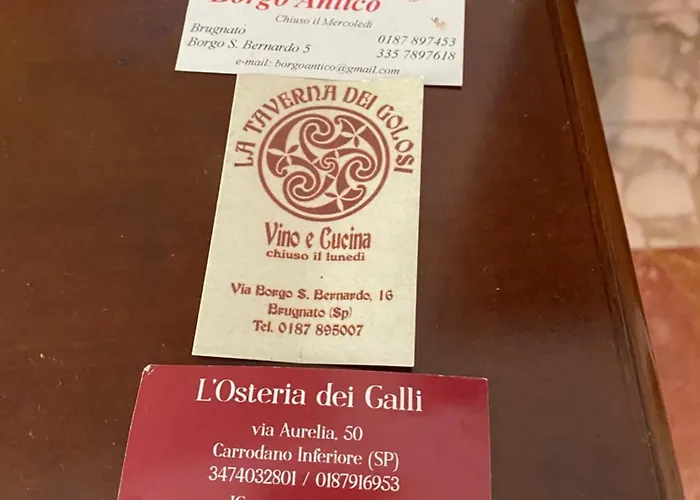 Borgo Antico
Chiuso il Mercoledì
Brugnato
Borgo S. Bernardo 5
0187 897453
335 7897618
e-mail: borgoantico@gmail.com
LA TAVERNA DEI GOLOSI
Vino e Cucina
chiuso il lunedì
Via Borgo S. Bernardo, 16
Brugnato (Sp)
Tel. 0187 895007
L'Osteria dei Galli
via Aurelia, 50
Carrodano Inferiore (SP)
3474032801 / 0187916953